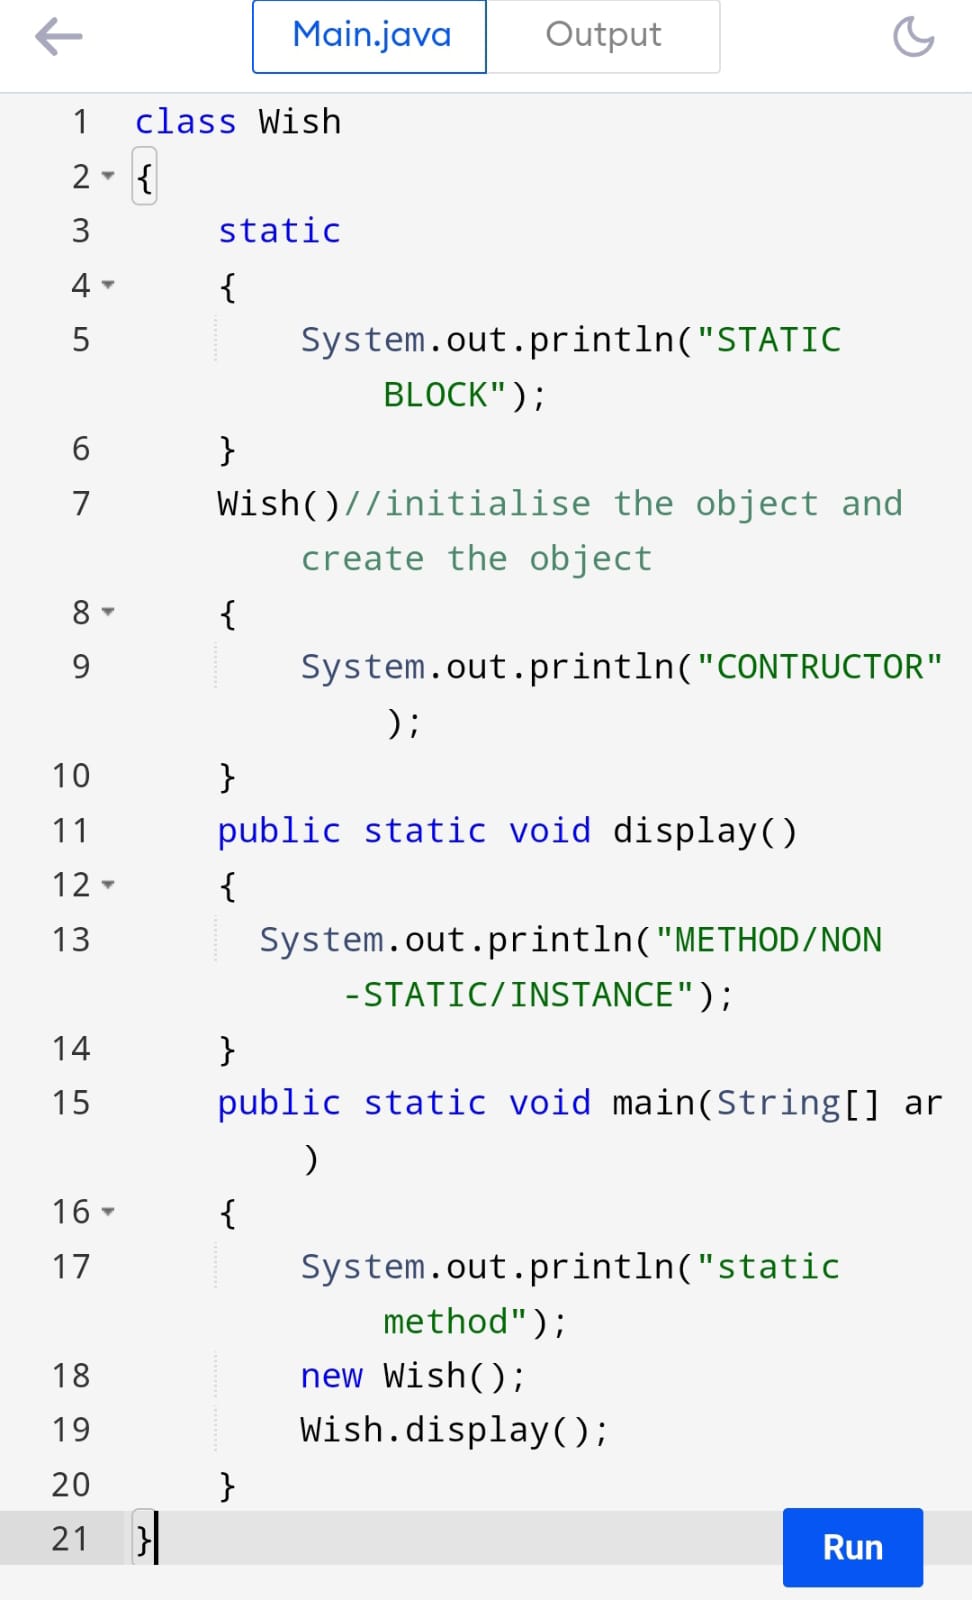 Main.java
Output
1 class Wish
2 {
3 static
4 {
5 System.out.println("STATIC
BLOCK");
6 }
7 Wish()//initialise the object and
create the object
8 {
9 System.out.println("CONTRUCTOR"
);
10 }
11 public static void display()
12 {
13 System.out.println("METHOD/NON
-STATIC/INSTANCE");
14 }
15 public static void main(String[] ar
)
16 {
17 System.out.println("static
method");
18 new Wish();
19 Wish.display();
20 }
21 }
Run